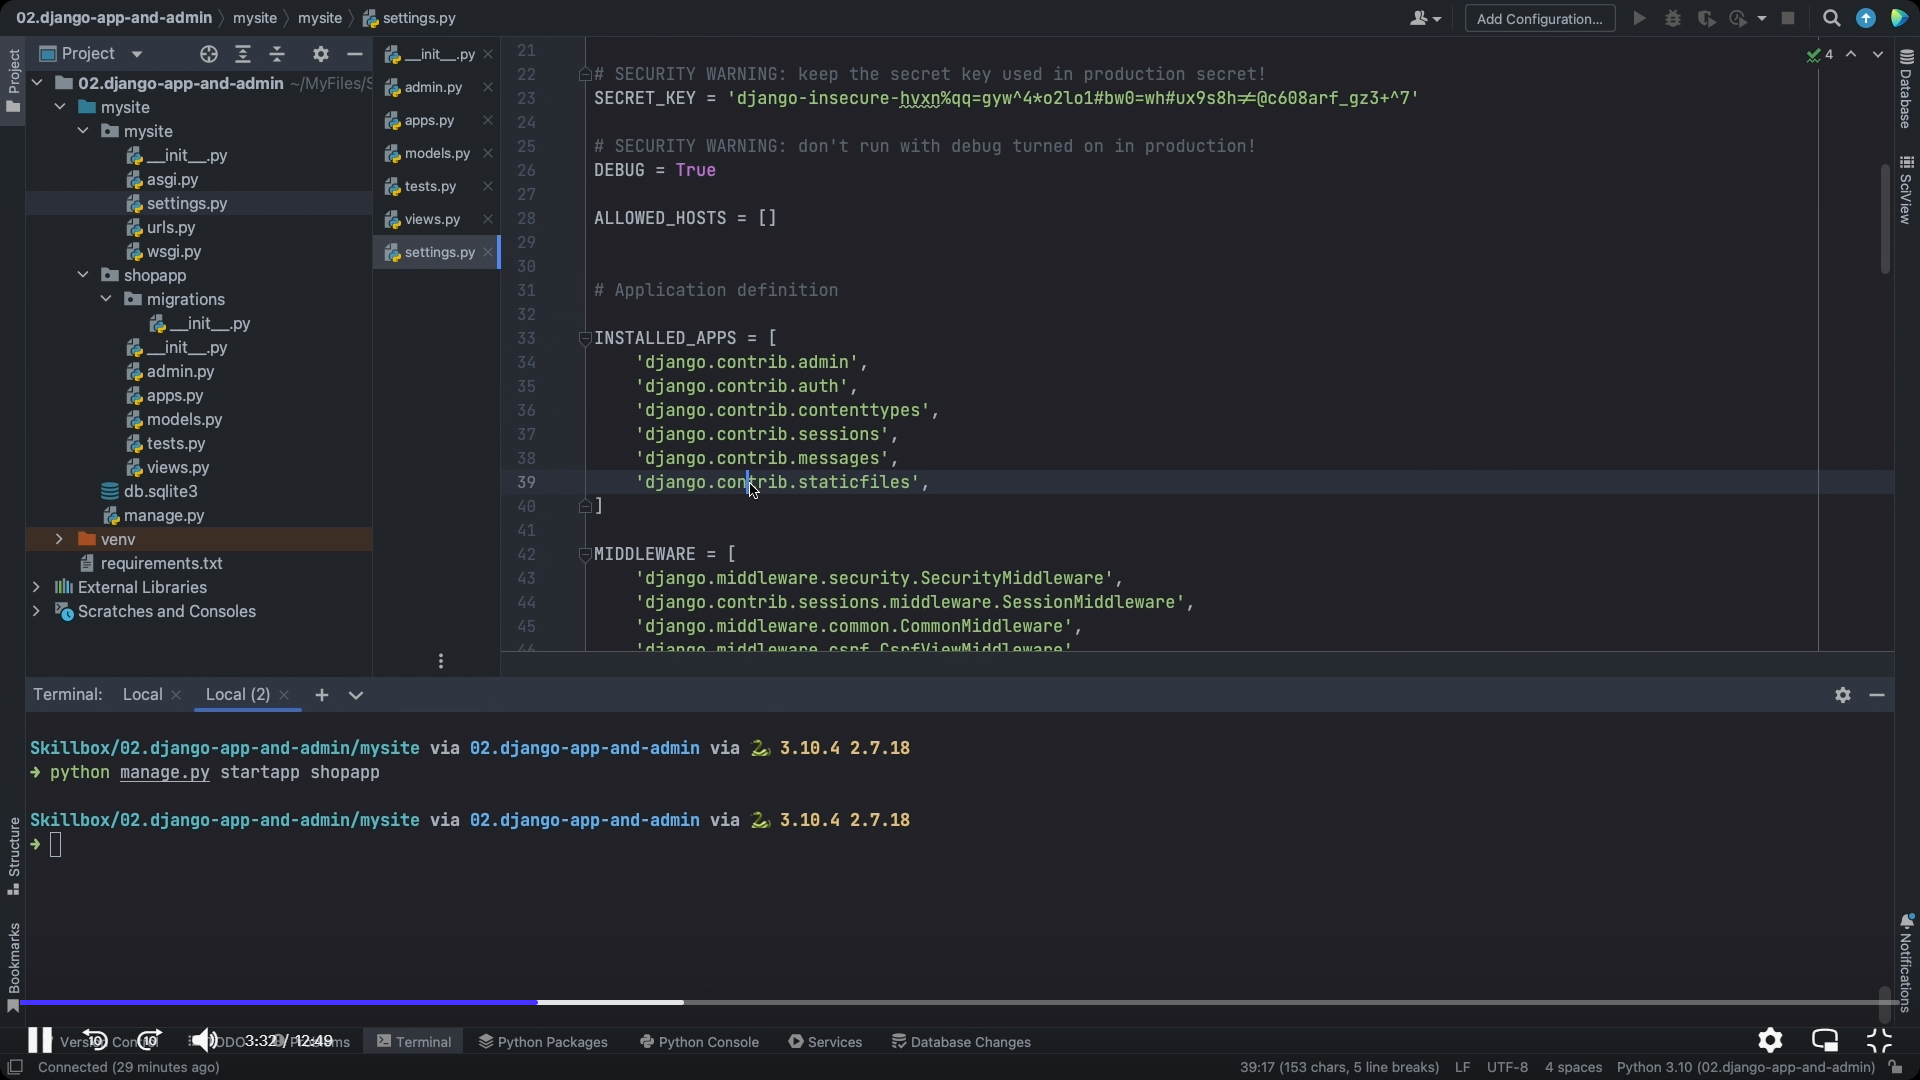 02.django-app-and-admin
mysite
mysite
settings.py
Add Configuration...
Project
Project
02.django-app-and-admin ~/MyFiles/S
mysite
mysite
__init__.py
asgi.py
settings.py
urls.py
wsgi.py
shopapp
migrations
__init__.py
__init__.py
admin.py
apps.py
models.py
tests.py
views.py
db.sqlite3
manage.py
venv
requirements.txt
External Libraries
Scratches and Consoles
__init__.py
admin.py
apps.py
models.py
tests.py
views.py
settings.py
4
21
22 # SECURITY WARNING: keep the secret key used in production secret!
23 SECRET_KEY = 'django-insecure-hvxn%qq=gyw^4*o2lo1#bw0=wh#ux9s8h≠@c608arf_gz3+^7'
24
25 # SECURITY WARNING: don't run with debug turned on in production!
26 DEBUG = True
27
28 ALLOWED_HOSTS = []
29
30
31 # Application definition
32
33 INSTALLED_APPS = [
34 'django.contrib.admin',
35 'django.contrib.auth',
36 'django.contrib.contenttypes',
37 'django.contrib.sessions',
38 'django.contrib.messages',
39 'django.contrib.staticfiles',
40 ]
41
42 MIDDLEWARE = [
43 'django.middleware.security.SecurityMiddleware',
44 'django.contrib.sessions.middleware.SessionMiddleware',
45 'django.middleware.common.CommonMiddleware',
46 'django.middleware.csrf.CsrfViewMiddleware'
Database
SciView
Notifications
Structure
Bookmarks
Terminal: Local Local (2)
Skillbox/02.django-app-and-admin/mysite via 02.django-app-and-admin via 🐍 3.10.4 2.7.18
→ python manage.py startapp shopapp
Skillbox/02.django-app-and-admin/mysite via 02.django-app-and-admin via 🐍 3.10.4 2.7.18
→
10
10
3:32 / 12:49
Terminal
Python Packages
Python Console
Services
Database Changes
Connected (29 minutes ago)
39:17 (153 chars, 5 line breaks) LF UTF-8 4 spaces Python 3.10 (02.django-app-and-admin)